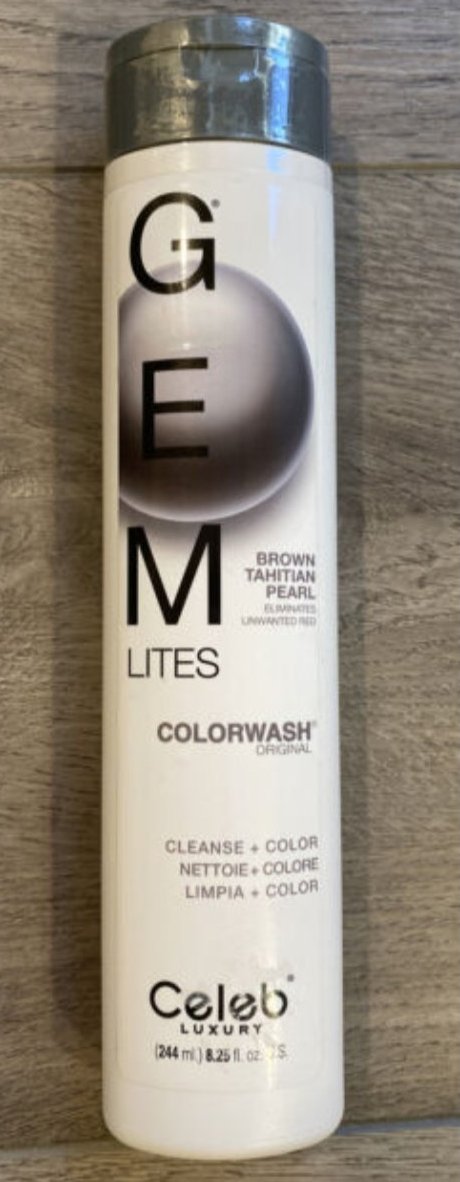 G®
E
M
LITES
BROWN
TAHITIAN
PEARL
ELIMINATES
UNWANTED RED
COLORWASH®
ORIGINAL
CLEANSE + COLOR
NETTOIE + COLORE
LIMPIA + COLOR
Celeb®
LUXURY
(244 ml.) 8.25 fl. oz.